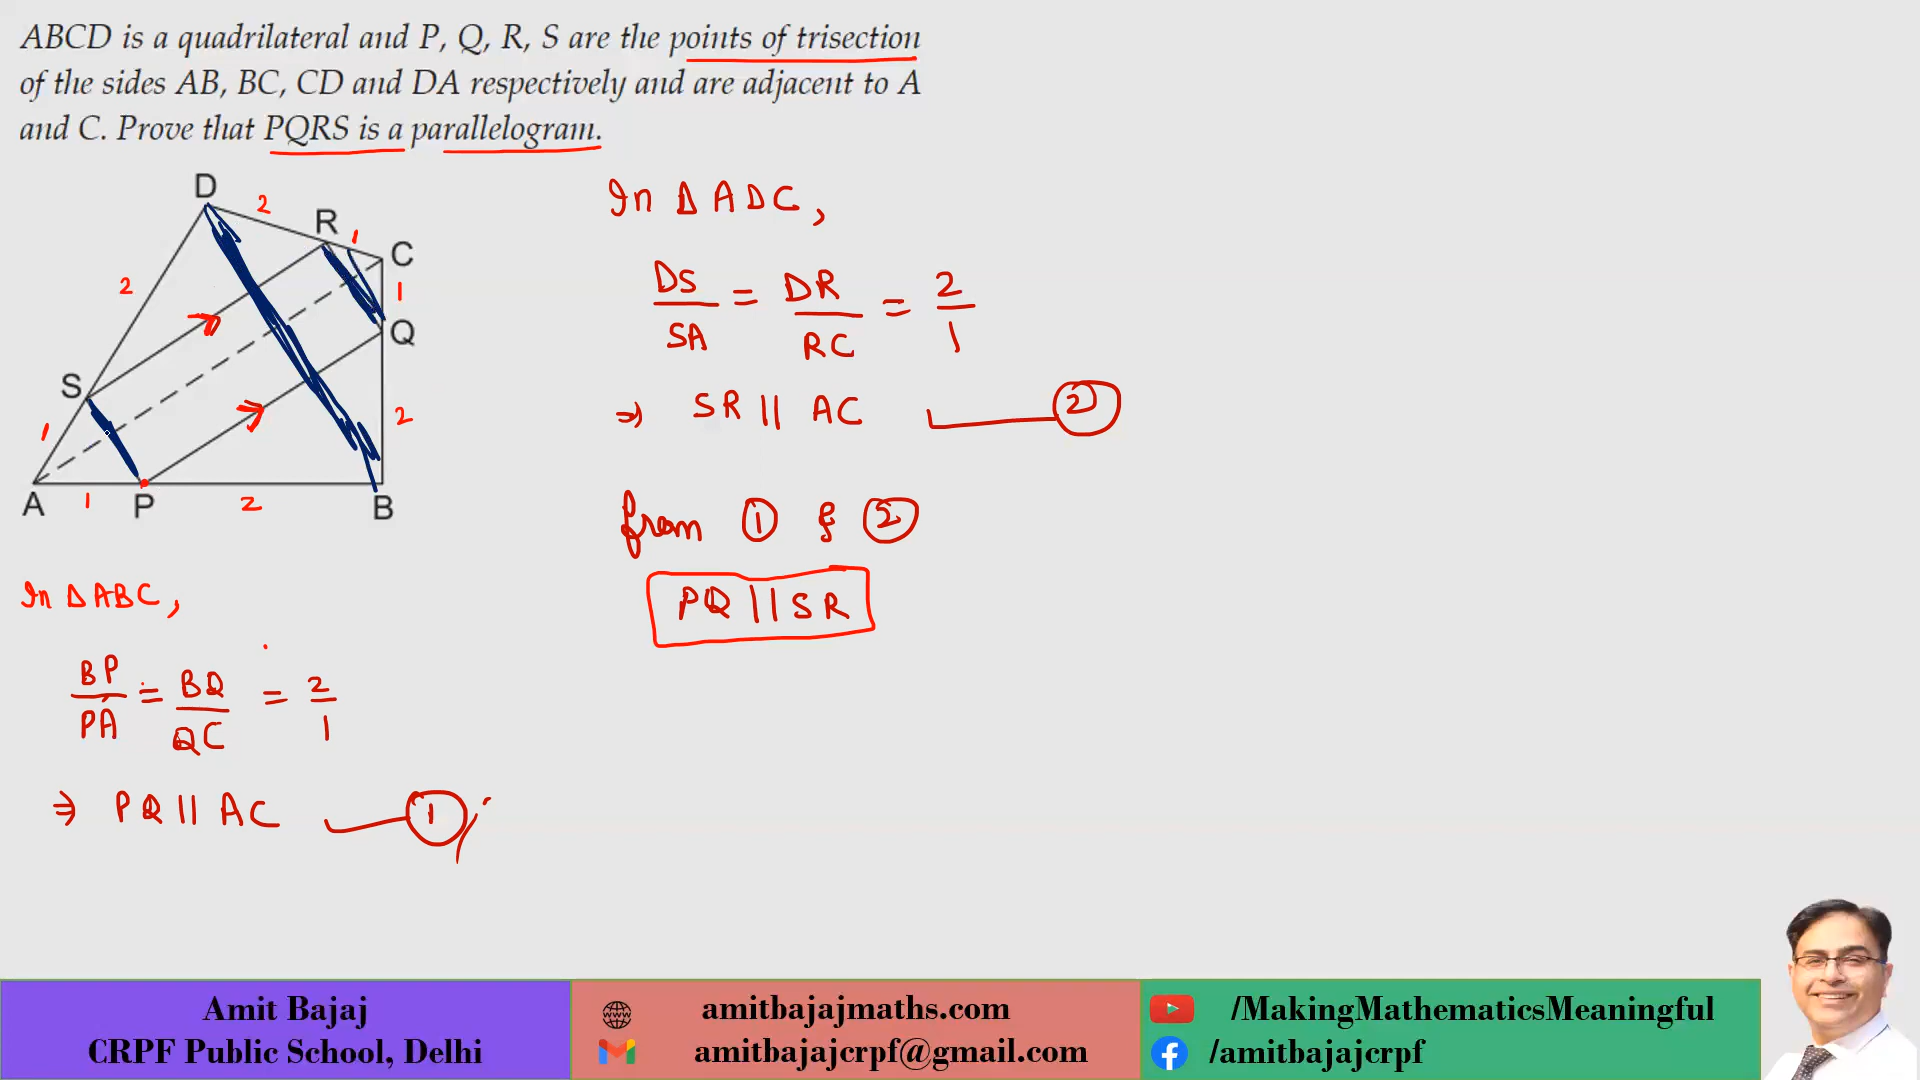 ABCD is a quadrilateral and P, Q, R, S are the points of trisection
of the sides AB, BC, CD and DA respectively and are adjacent to A
and C. Prove that PQRS is a parallelogram.
D
2
R
1
C
2
1
Q
S
2
1
A
1
P
2
B
In Δ ABC,
BP/PA = BQ/QC = 2/1
⇒ PQ || AC ①
In Δ ADC,
DS/SA = DR/RC = 2/1
⇒ SR || AC ②
from ① & ②
PQ || SR
Amit Bajaj
CRPF Public School, Delhi
www
amitbajajmaths.com
amitbajajcrpf@gmail.com
/MakingMathematicsMeaningful
/amitbajajcrpf